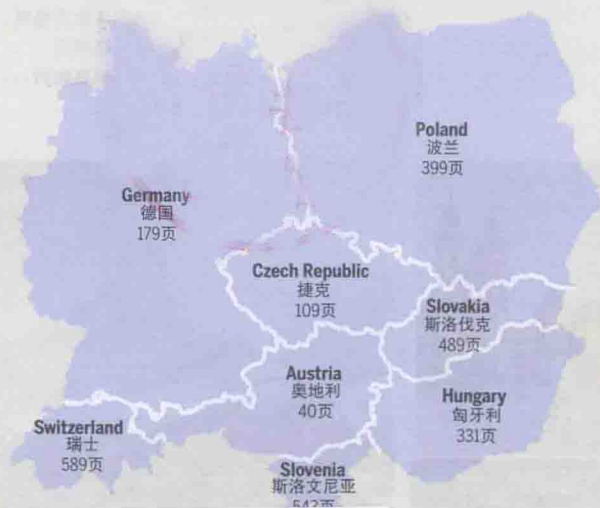 Poland
波兰
399页
Germany
德国
179页
Czech Republic
捷克
109页
Slovakia
斯洛伐克
489页
Austria
奥地利
40页
Hungary
匈牙利
331页
Switzerland
瑞士
589页
Slovenia
斯洛文尼亚